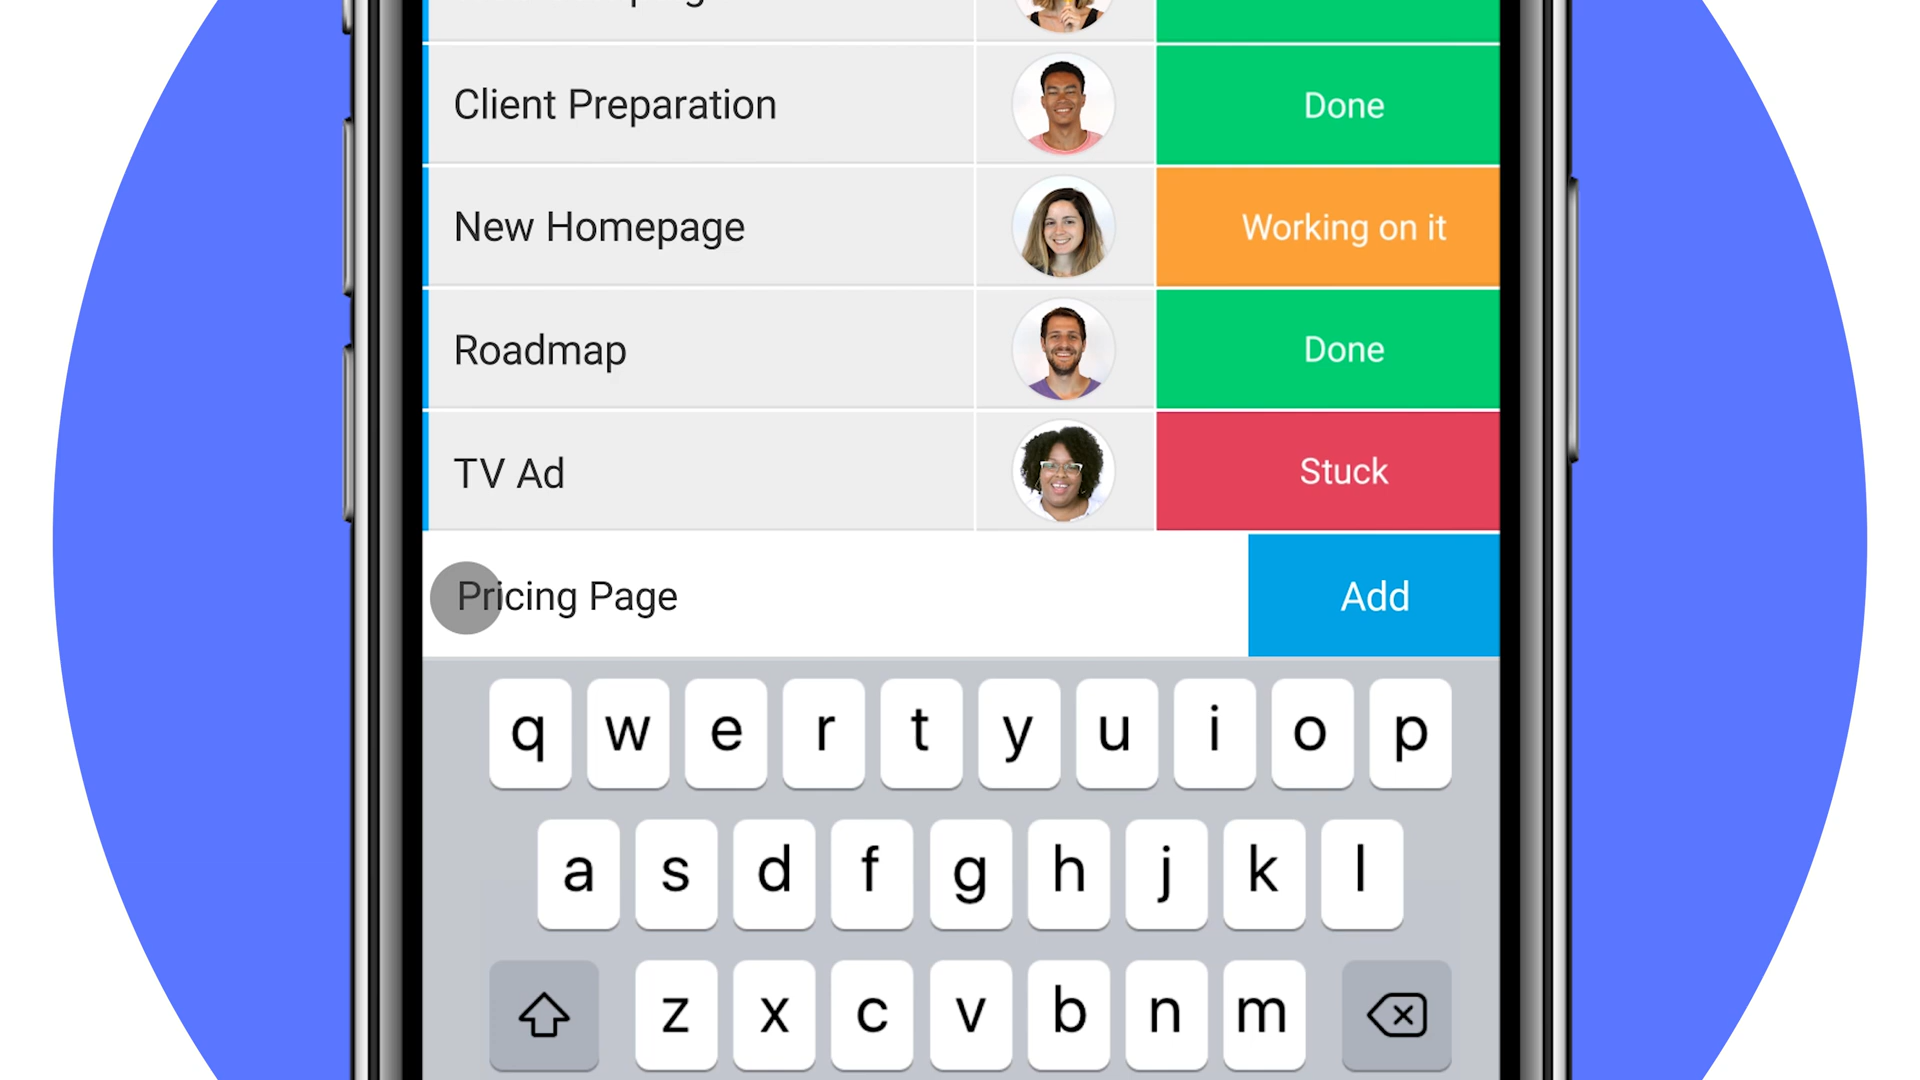 Client Preparation Done
New Homepage Working on it
Roadmap Done
TV Ad Stuck
Pricing Page Add
q w e r t y u i o p
a s d f g h j k l
z x c v b n m